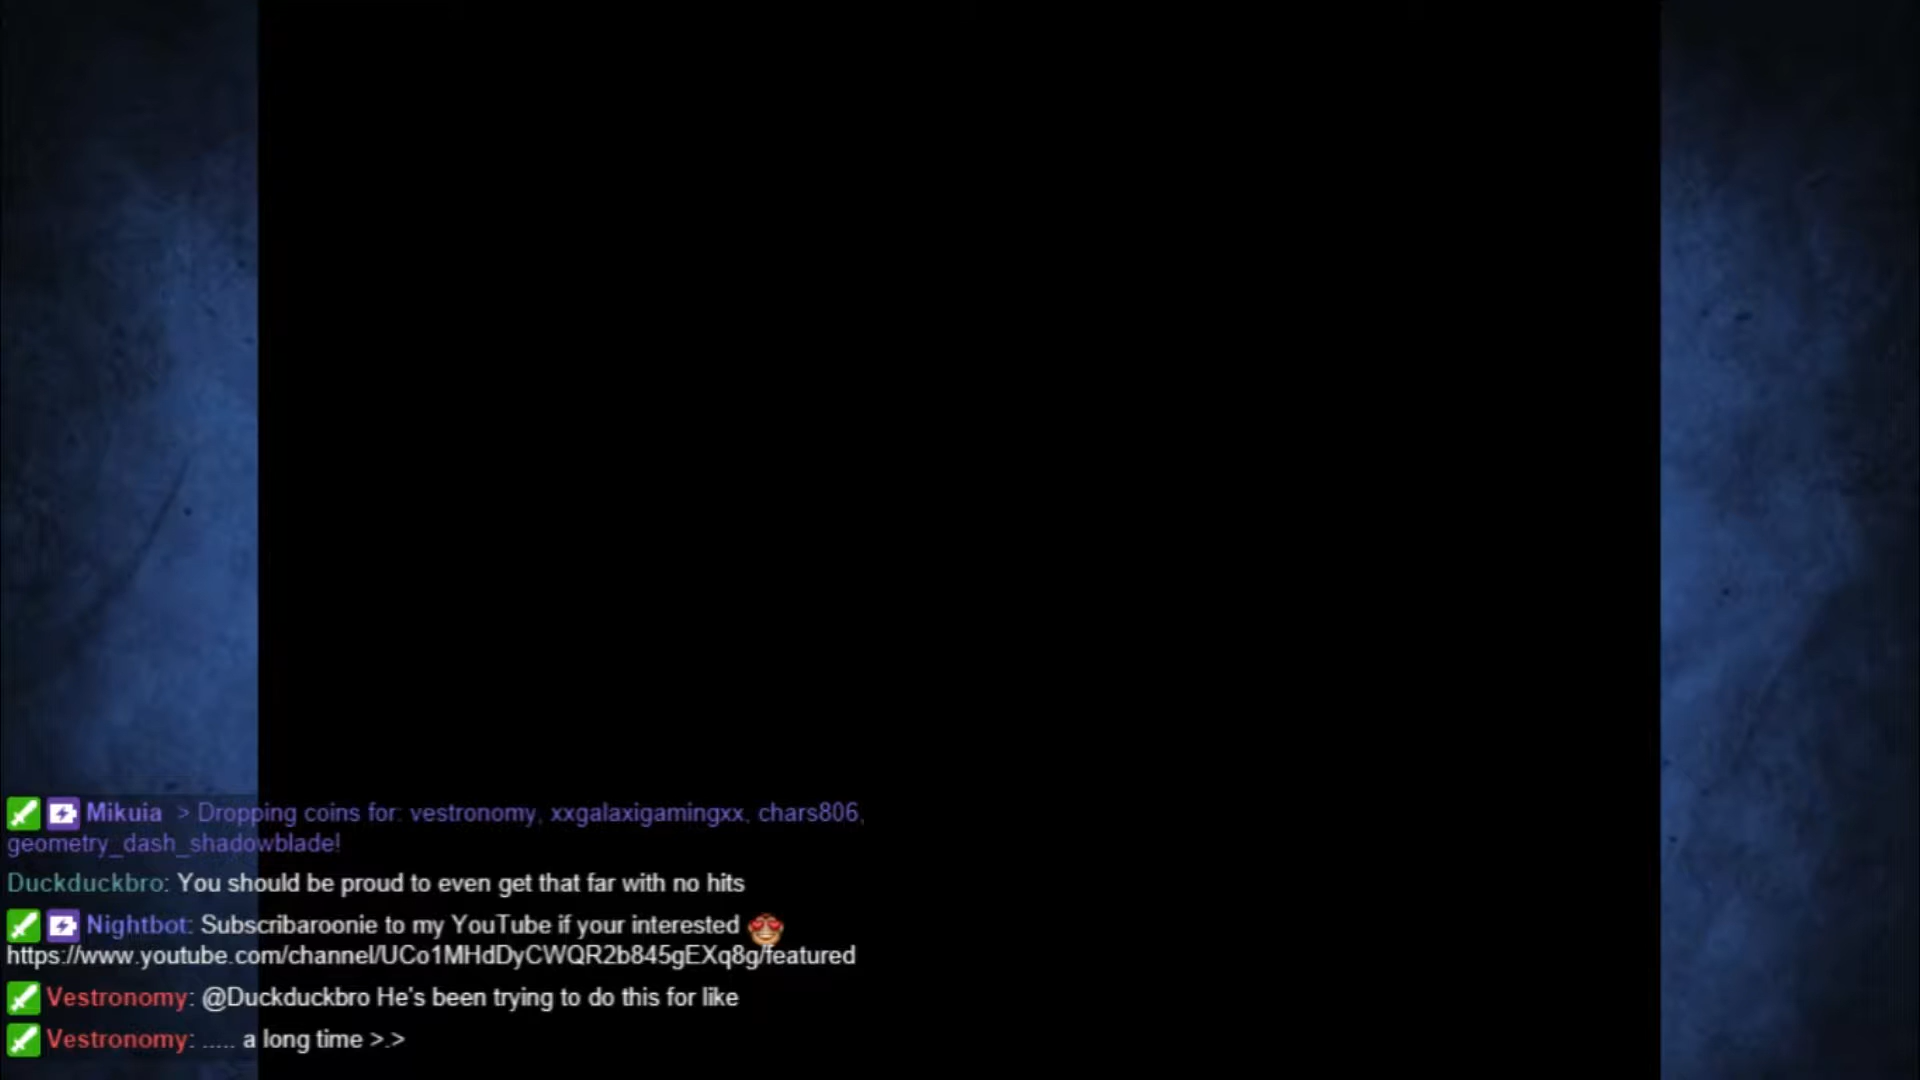 Mikuia > Dropping coins for: vestronomy, xxgalaxigamingxx, chars806,
geometry_dash_shadowblade!
Duckduckbro: You should be proud to even get that far with no hits
Nightbot: Subscribaroonie to my YouTube if your interested
https://www.youtube.com/channel/UCo1MHdDyCWQR2b845gEXq8g/featured
Vestronomy: @Duckduckbro He's been trying to do this for like
Vestronomy: ..... a long time >.>